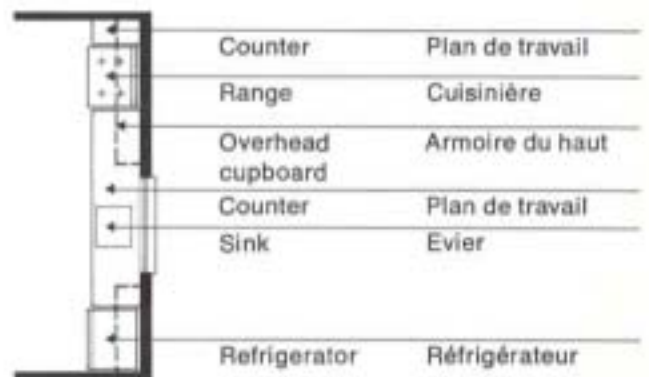 Counter Plan de travail
Range Cuisinière
Overhead Armoire du haut
cupboard
Counter Plan de travail
Sink Evier
Refrigerator Réfrigérateur